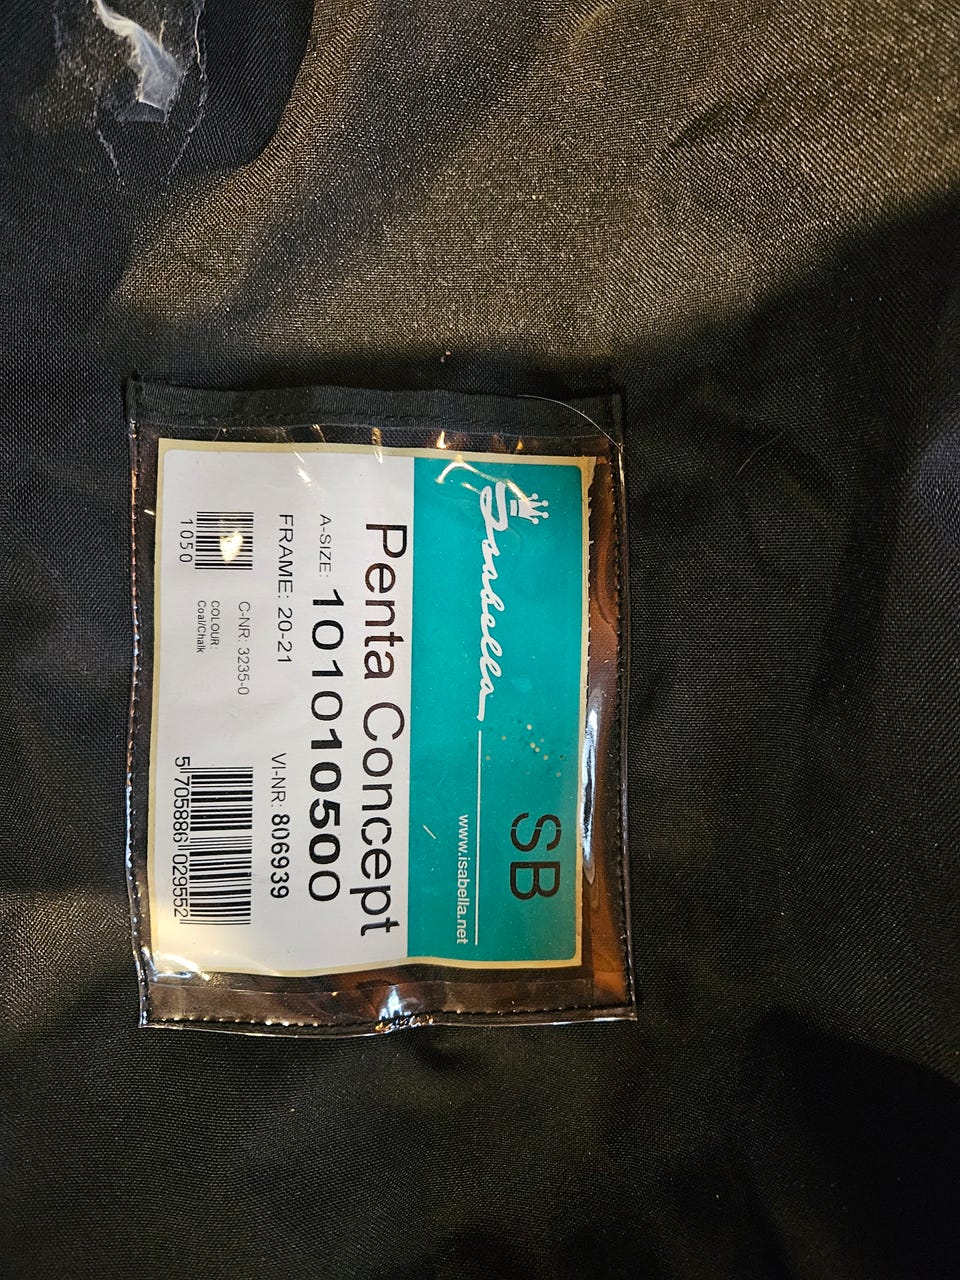 Isabella
SB
www.isabella.net
Penta Concept
A-SIZE: 101010500
FRAME: 20-21
VI-NR: 806939
C-NR: 3235-0
COLOUR:
Coal/Chalk
1050
5 705886 029552